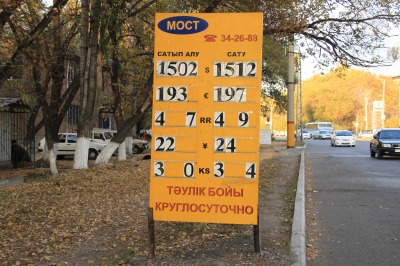 МОСТ
☎ 34-26-88
САТЫП АЛУ САТУ
1502 $ 1512
193 € 197
4 7 RR 4 9
22 ¥ 24
3 0 KS 3 4
ТӘУЛІК БОЙЫ
КРУГЛОСУТОЧНО